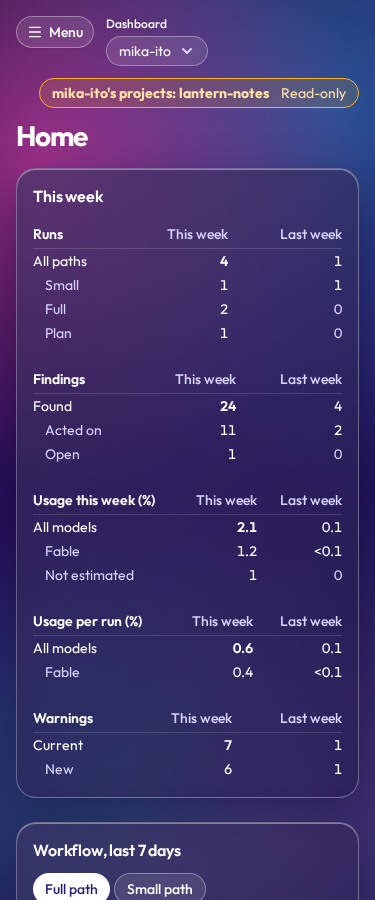 Menu
Dashboard
mika-ito
mika-ito's projects: lantern-notes Read-only
Home
This week
Runs This week Last week
All paths 4 1
Small 1 1
Full 2 0
Plan 1 0
Findings This week Last week
Found 24 4
Acted on 11 2
Open 1 0
Usage this week (%) This week Last week
All models 2.1 0.1
Fable 1.2 <0.1
Not estimated 1 0
Usage per run (%) This week Last week
All models 0.6 0.1
Fable 0.4 <0.1
Warnings This week Last week
Current 7 1
New 6 1
Workflow, last 7 days
Full path Small path